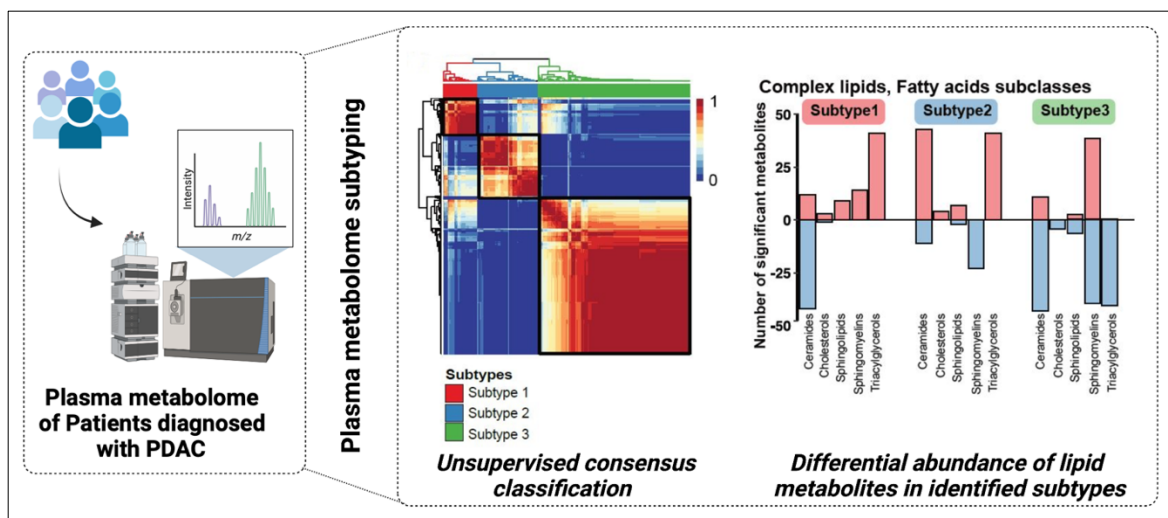 Intensity
m/z
Plasma metabolome
of Patients diagnosed
with PDAC
Plasma metabolome subtyping
1
0
Subtypes
Subtype 1
Subtype 2
Subtype 3
Unsupervised consensus
classification
Complex lipids, Fatty acids subclasses
Subtype1
Subtype2
Subtype3
Number of significant metabolites
50
25
0
-25
-50
Ceramides
Cholesterols
Sphingolipids
Sphingomyelins
Triacylglycerols
Ceramides
Cholesterols
Sphingolipids
Sphingomyelins
Triacylglycerols
Ceramides
Cholesterols
Sphingolipids
Sphingomyelins
Triacylglycerols
Differential abundance of lipid
metabolites in identified subtypes